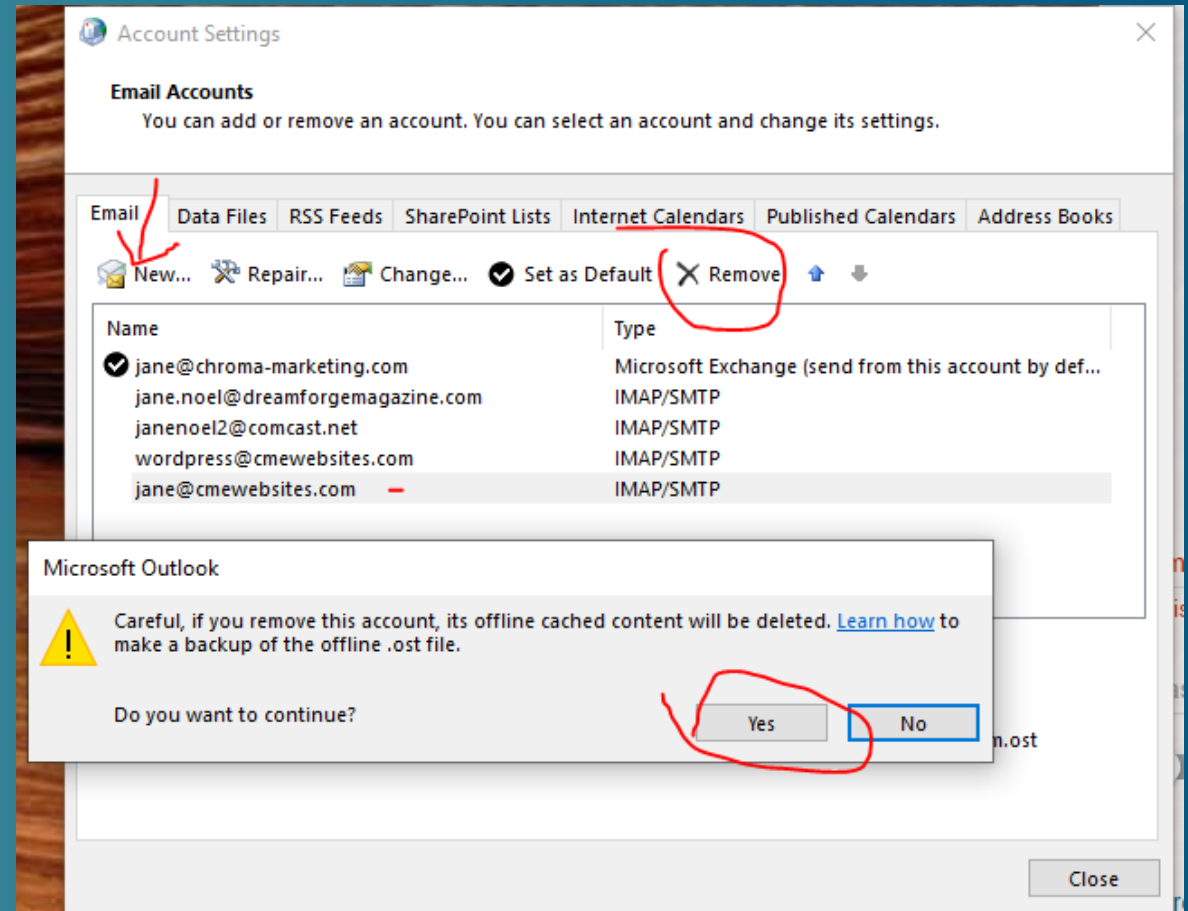 Account Settings
Email Accounts
You can add or remove an account. You can select an account and change its settings.
Email Data Files RSS Feeds SharePoint Lists Internet Calendars Published Calendars Address Books
New... Repair... Change... Set as Default Remove
Name Type
jane@chroma-marketing.com Microsoft Exchange (send from this account by def...
jane.noel@dreamforgemagazine.com IMAP/SMTP
janenoel2@comcast.net IMAP/SMTP
wordpress@cmewebsites.com IMAP/SMTP
jane@cmewebsites.com IMAP/SMTP
Microsoft Outlook
Careful, if you remove this account, its offline cached content will be deleted. Learn how to
make a backup of the offline .ost file.
Do you want to continue?
Yes No
m.ost
Close